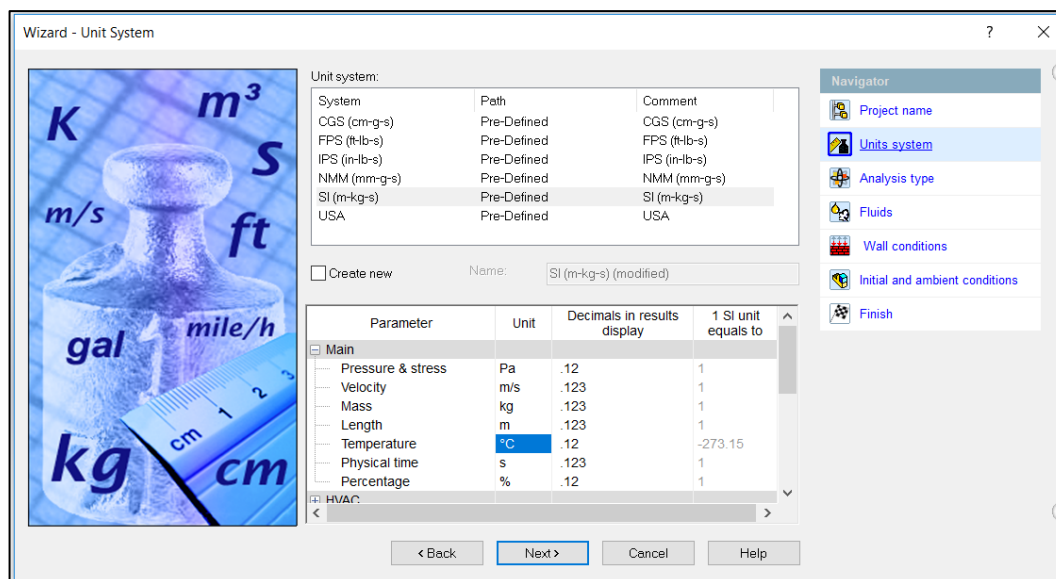 Wizard - Unit System
? ×
K
m³
S
m/s
ft
gal
mile/h
1 2 3
cm
kg
cm
Unit system:
System Path Comment
CGS (cm-g-s) Pre-Defined CGS (cm-g-s)
FPS (ft-lb-s) Pre-Defined FPS (ft-lb-s)
IPS (in-lb-s) Pre-Defined IPS (in-lb-s)
NMM (mm-g-s) Pre-Defined NMM (mm-g-s)
SI (m-kg-s) Pre-Defined SI (m-kg-s)
USA Pre-Defined USA
Create new Name: SI (m-kg-s) (modified)
Parameter Unit Decimals in results display 1 SI unit equals to
Main
Pressure & stress Pa .12 1
Velocity m/s .123 1
Mass kg .123 1
Length m .123 1
Temperature °C .12 -273.15
Physical time s .123 1
Percentage % .12 1
HVAC
< Back Next > Cancel Help
Navigator
Project name
Units system
Analysis type
Fluids
Wall conditions
Initial and ambient conditions
Finish